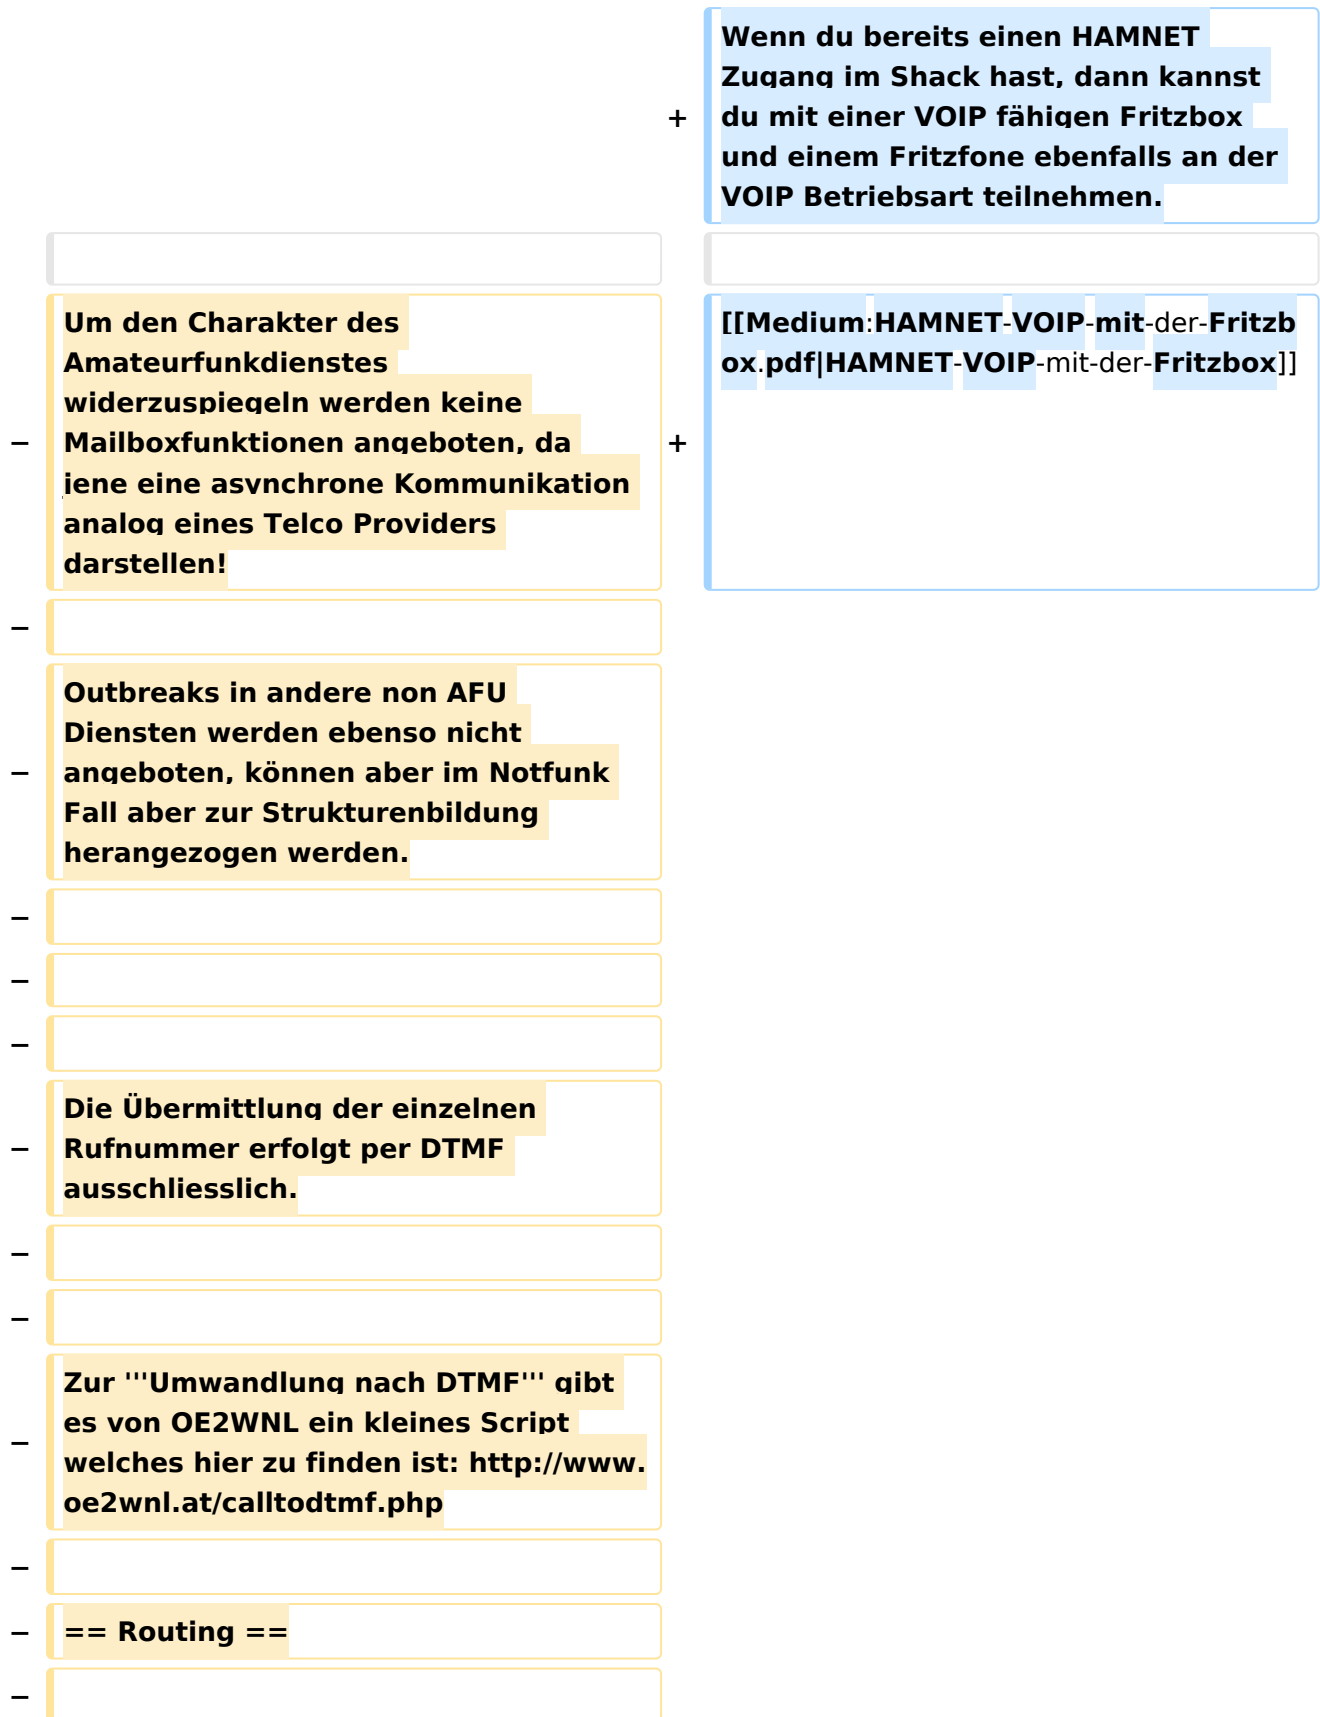 Wenn du bereits einen HAMNET
Zugang im Shack hast, dann kannst
+ du mit einer VOIP fähigen Fritzbox
und einem Fritzfone ebenfalls an der
VOIP Betriebsart teilnehmen.
Um den Charakter des
Amateurfunkdienstes
widerzuspiegeln werden keine
− Mailboxfunktionen angeboten, da
jene eine asynchrone Kommunikation
analog eines Telco Providers
darstellen!
[[Medium:HAMNET-VOIP-mit-der-Fritzb
ox.pdf|HAMNET-VOIP-mit-der-Fritzbox]]
+
−
Outbreaks in andere non AFU
Diensten werden ebenso nicht
− angeboten, können aber im Notfunk
Fall aber zur Strukturenbildung
herangezogen werden.
−
−
−
Die Übermittlung der einzelnen
− Rufnummer erfolgt per DTMF
ausschliesslich.
−
−
Zur '''Umwandlung nach DTMF''' gibt
es von OE2WNL ein kleines Script
− welches hier zu finden ist: http://www.
oe2wnl.at/calltodtmf.php
−
− == Routing ==
−